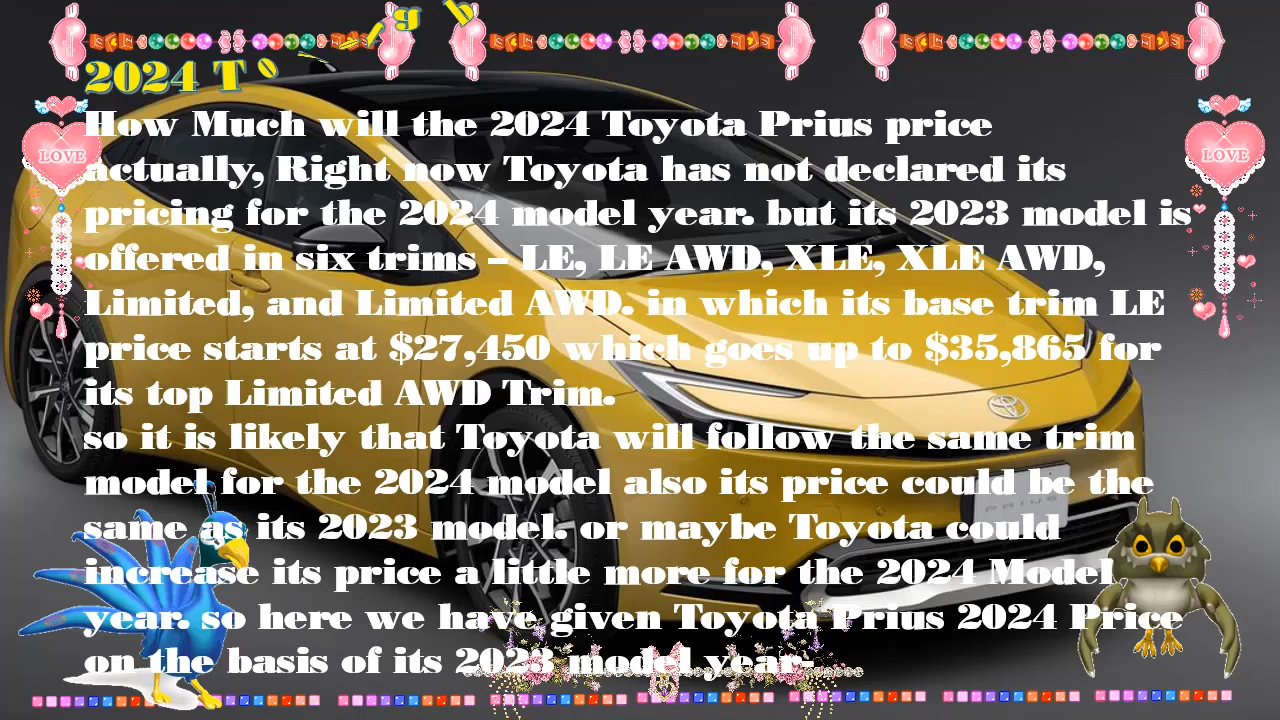 2024 T
How Much will the 2024 Toyota Prius price
actually, Right now Toyota has not declared its
pricing for the 2024 model year. but its 2023 model is
offered in six trims – LE, LE AWD, XLE, XLE AWD,
Limited, and Limited AWD. in which its base trim LE
price starts at $27,450 which goes up to $35,865 for
its top Limited AWD Trim.
so it is likely that Toyota will follow the same trim
model for the 2024 model also its price could be the
same as its 2023 model. or maybe Toyota could
increase its price a little more for the 2024 Model
year. so here we have given Toyota Prius 2024 Price
on the basis of its 2023 model year-
LOVE
LOVE
PRIUS